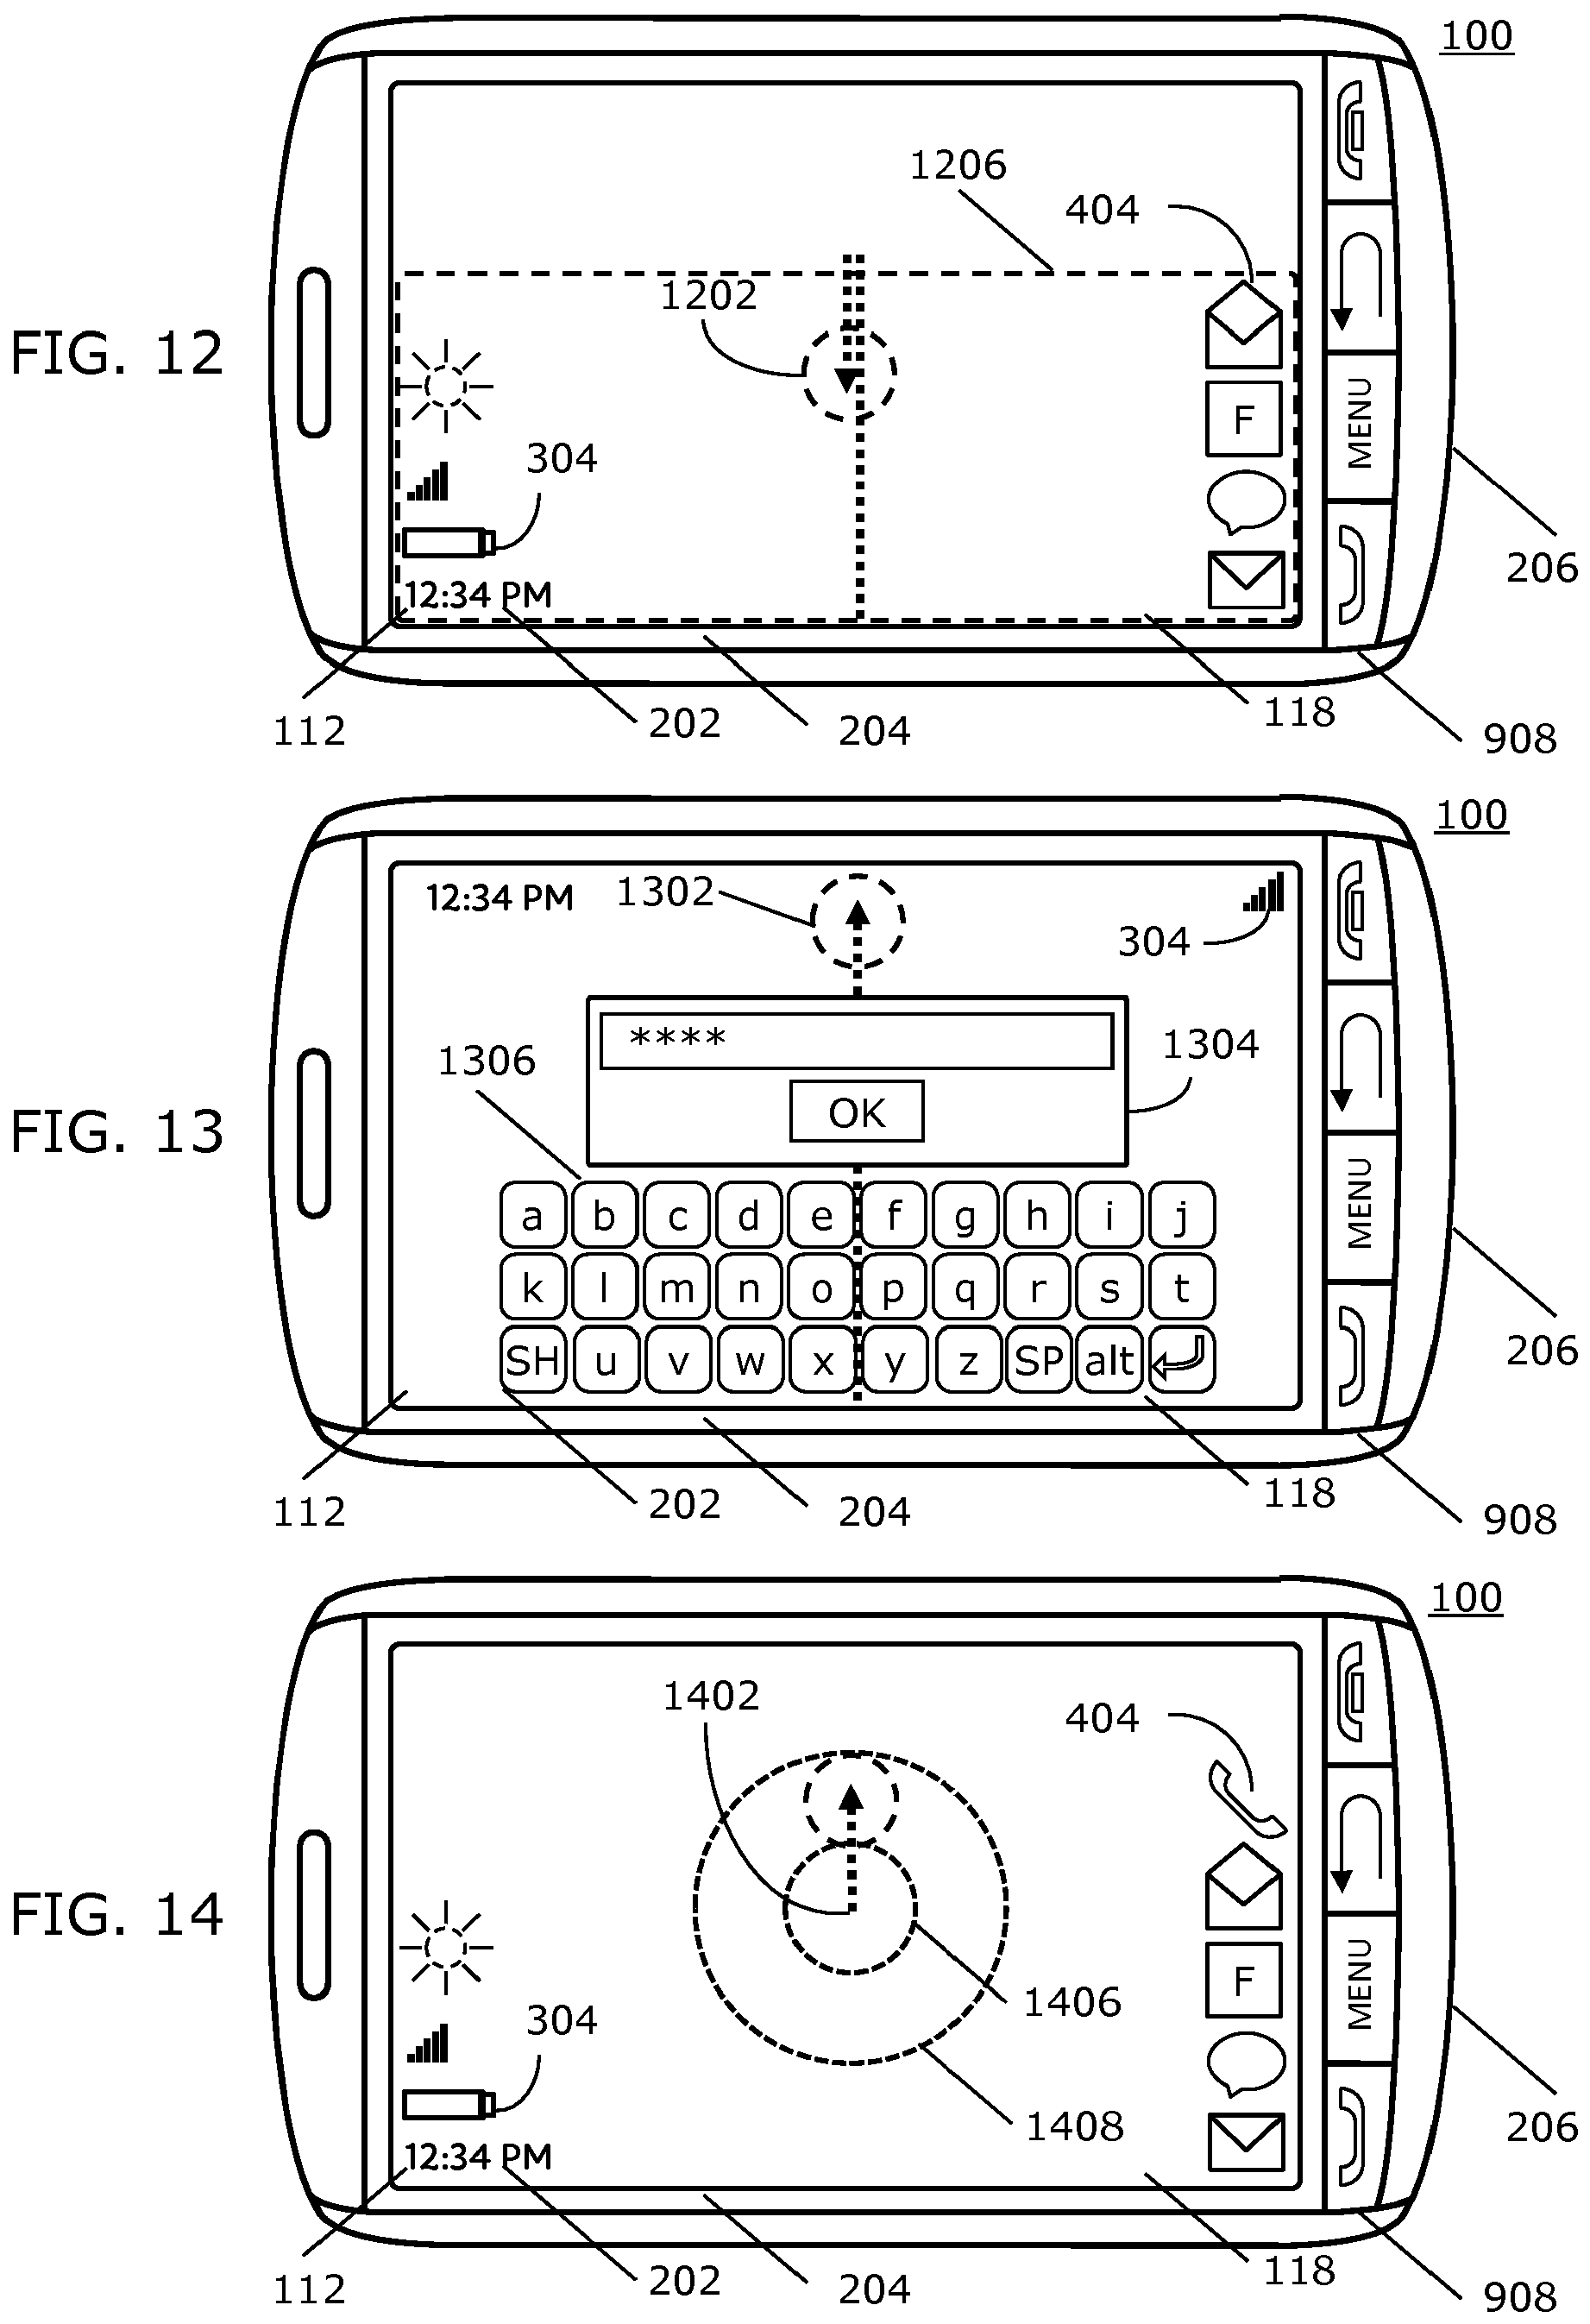 100
1206
404
1202
FIG. 12
F
MENU
304
206
12:34 PM
112
202
204
118
908
100
12:34 PM
1302
304
****
1306
1304
OK
FIG. 13
MENU
a b c d e f g h i j
k l m n o p q r s t
SH u v w x y z SP alt
206
112
202
204
118
908
100
1402
404
FIG. 14
F
MENU
1406
304
1408
206
12:34 PM
112
202
204
118
908